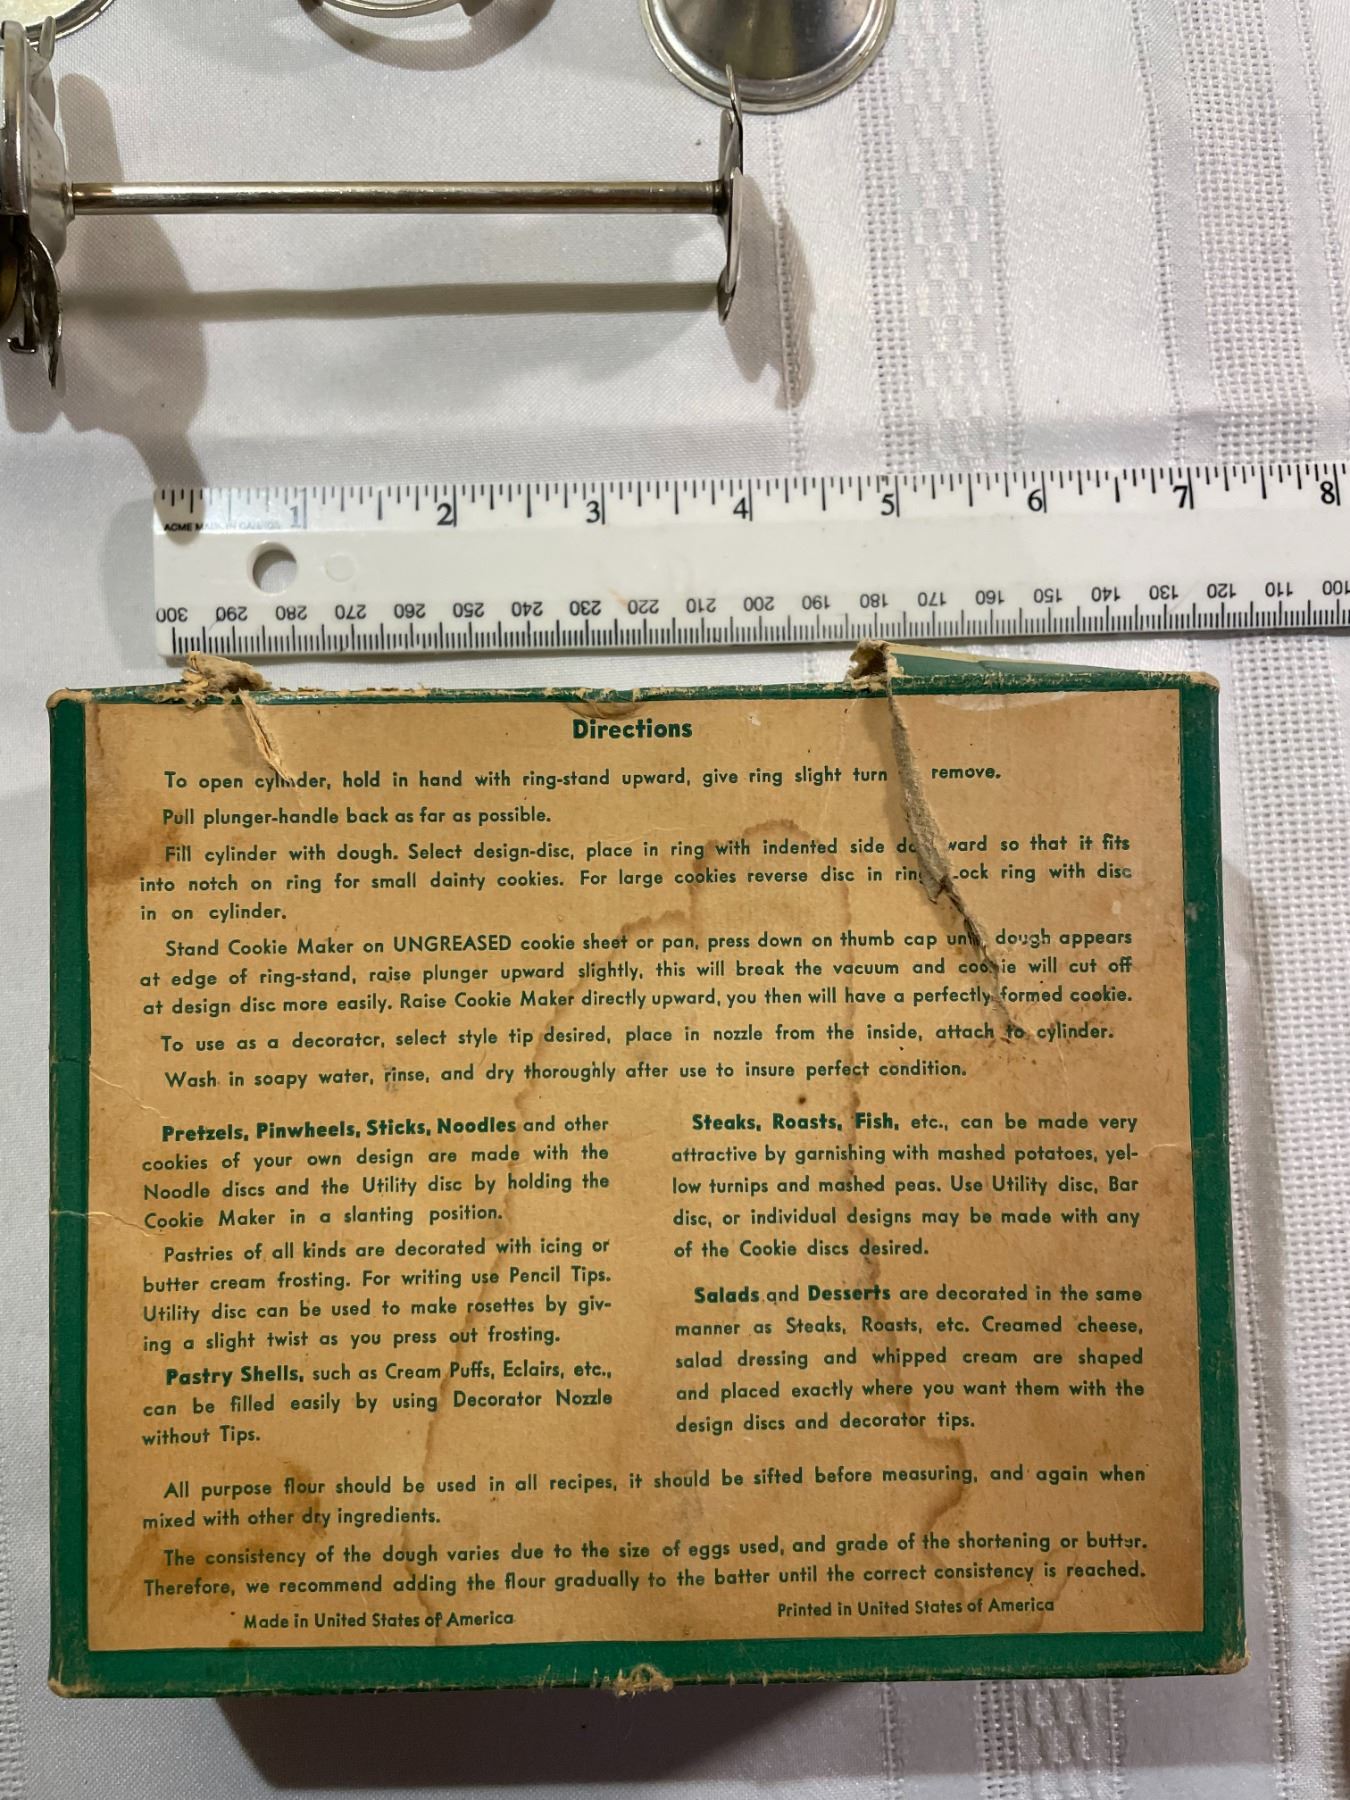 1 2 3 4 5 6 7 8
ACME
300 290 280 270 260 250 240 230 220 210 200 190 180 170 160 150 140 130 120 110 100
Directions
To open cylinder, hold in hand with ring-stand upward, give ring slight turn remove.
Pull plunger-handle back as far as possible.
Fill cylinder with dough. Select design-disc, place in ring with indented side so that it fits
into notch on ring for small dainty cookies. For large cookies reverse disc in ring ring with disc
in on cylinder.
Stand Cookie Maker on UNGREASED cookie sheet or pan, press down on thumb cap until dough appears
at edge of ring-stand, raise plunger upward slightly, this will break the vacuum and cookie will cut off
at design disc more easily. Raise Cookie Maker directly upward, you then will have a perfectly formed cookie.
To use as a decorator, select style tip desired, place in nozzle from the inside, attach to cylinder.
Wash in soapy water, rinse, and dry thoroughly after use to insure perfect condition.
Pretzels, Pinwheels, Sticks, Noodles and other
cookies of your own design are made with the
Noodle discs and the Utility disc by holding the
Cookie Maker in a slanting position.
Pastries of all kinds are decorated with icing or
butter cream frosting. For writing use Pencil Tips.
Utility disc can be used to make rosettes by giv-
ing a slight twist as you press out frosting.
Pastry Shells, such as Cream Puffs, Eclairs, etc.,
can be filled easily by using Decorator Nozzle
without Tips.
Steaks, Roasts, Fish, etc., can be made very
attractive by garnishing with mashed potatoes, yel-
low turnips and mashed peas. Use Utility disc, Bar
disc, or individual designs may be made with any
of the Cookie discs desired.
Salads and Desserts are decorated in the same
manner as Steaks, Roasts, etc. Creamed cheese,
salad dressing and whipped cream are shaped
and placed exactly where you want them with the
design discs and decorator tips.
All purpose flour should be used in all recipes, it should be sifted before measuring, and again when
mixed with other dry ingredients.
The consistency of the dough varies due to the size of eggs used, and grade of the shortening or butter.
Therefore, we recommend adding the flour gradually to the batter until the correct consistency is reached.
Made in United States of America
Printed in United States of America